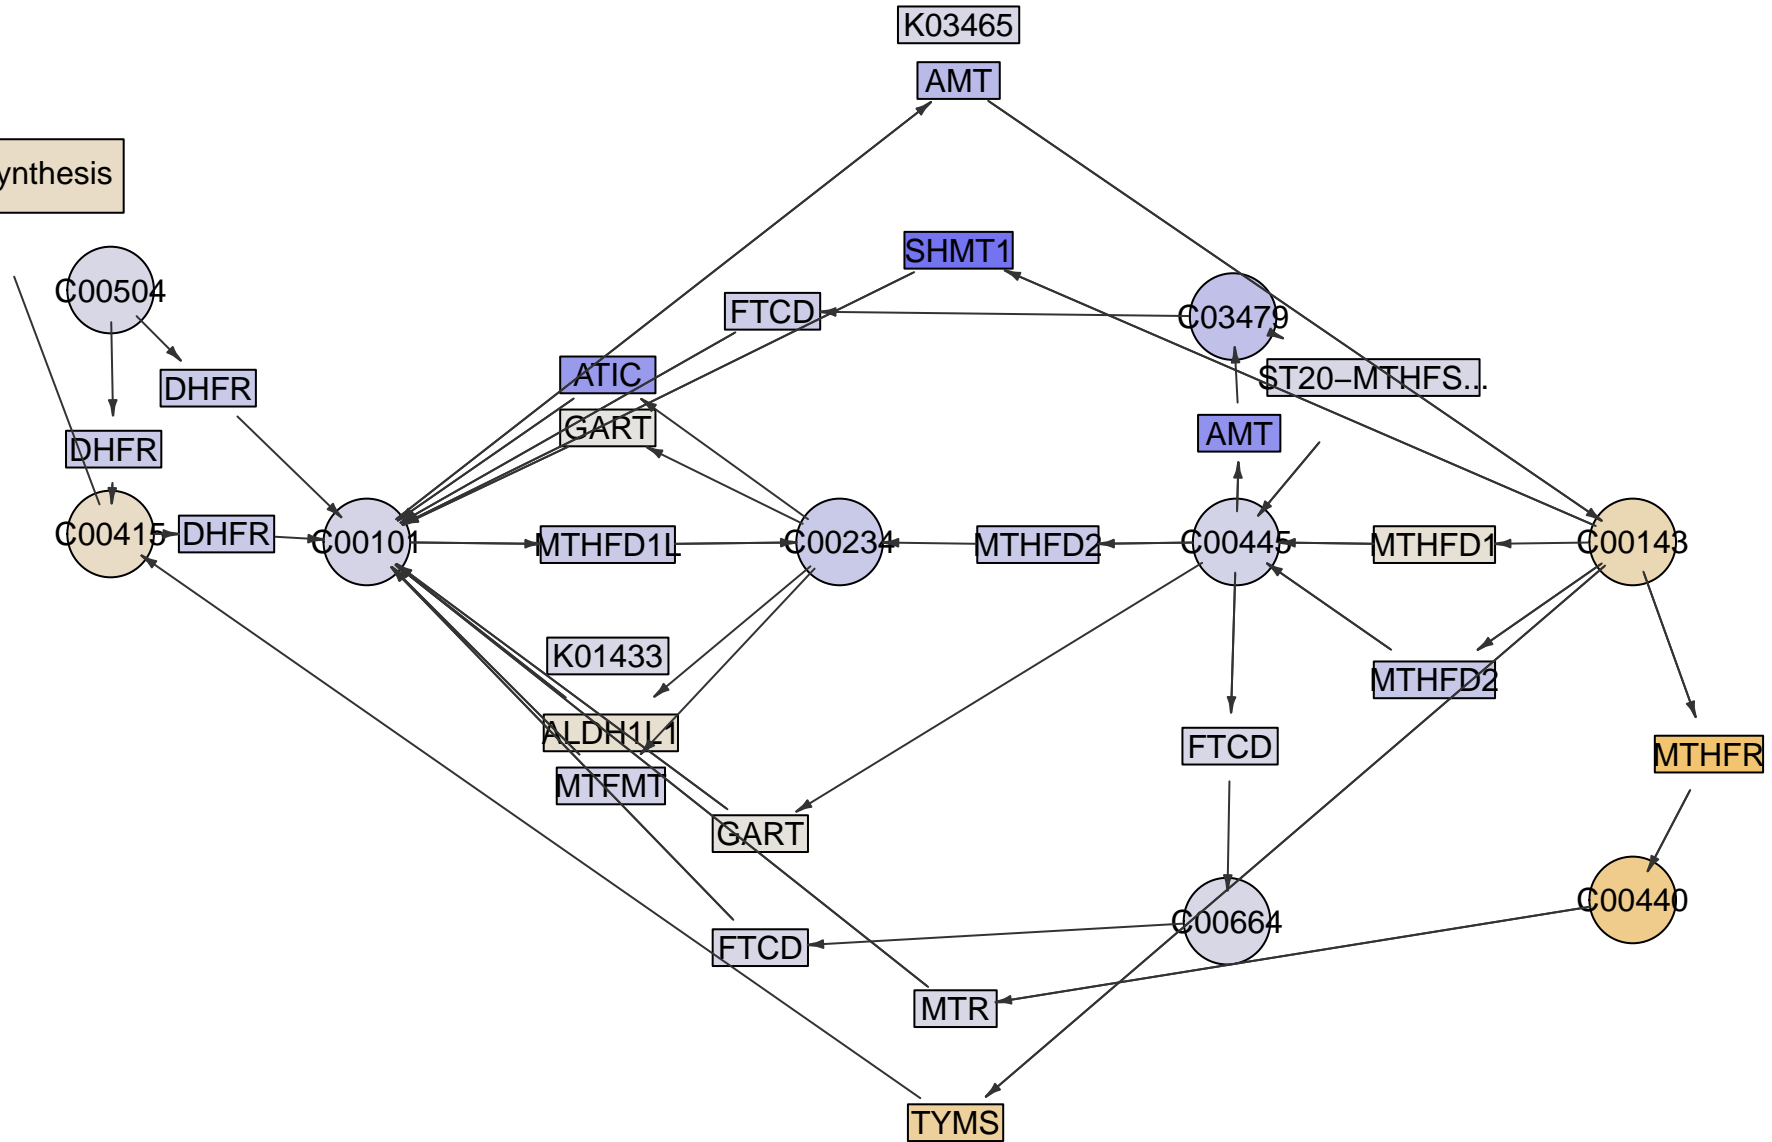 K03465
AMT
ynthesis
SHMT1
C00504
FTCD
C03479
ATIC
ST20−MTHFS...
DHFR
GART
AMT
DHFR
C00415
DHFR
C00101
MTHFD1L
C00234
MTHFD2
C00445
MTHFD1
C00143
K01433
MTHFD2
ALDH1L1
FTCD
MTHFR
MTFMT
GART
C00440
C00664
FTCD
MTR
TYMS